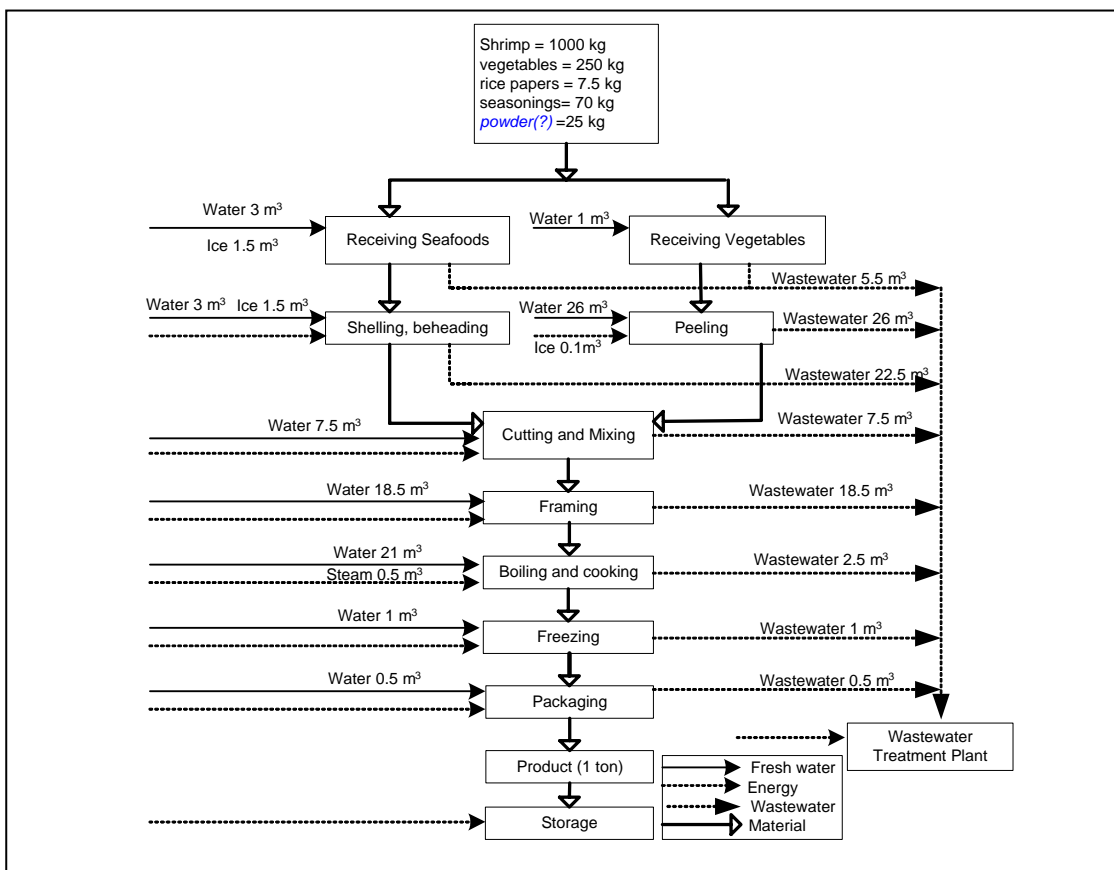 Shrimp = 1000 kg
vegetables = 250 kg
rice papers = 7.5 kg
seasonings= 70 kg
powder(?) =25 kg
Water 3 m³
Ice 1.5 m³
Receiving Seafoods
Water 1 m³
Receiving Vegetables
Wastewater 5.5 m³
Water 3 m³
Ice 1.5 m³
Shelling, beheading
Water 26 m³
Ice 0.1m³
Peeling
Wastewater 26 m³
Wastewater 22.5 m³
Water 7.5 m³
Cutting and Mixing
Wastewater 7.5 m³
Water 18.5 m³
Framing
Wastewater 18.5 m³
Water 21 m³
Steam 0.5 m³
Boiling and cooking
Wastewater 2.5 m³
Water 1 m³
Freezing
Wastewater 1 m³
Water 0.5 m³
Packaging
Wastewater 0.5 m³
Wastewater
Treatment Plant
Product (1 ton)
Storage
Fresh water
Energy
Wastewater
Material